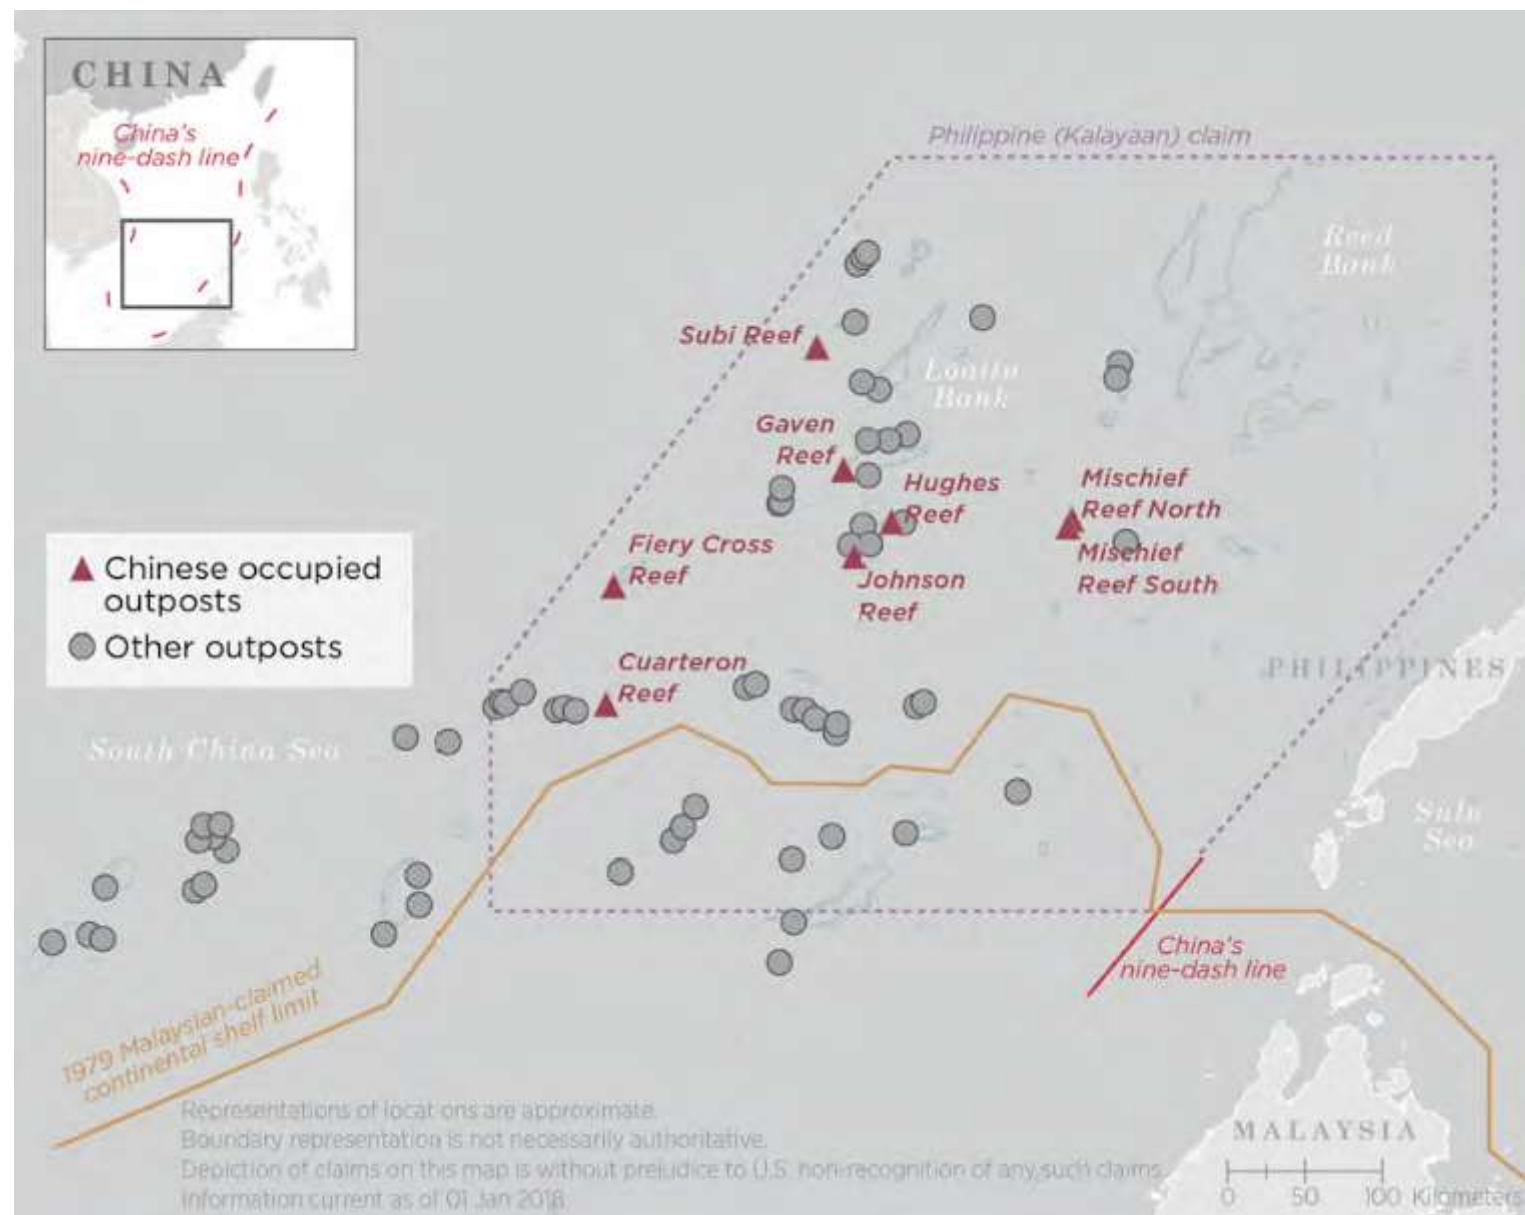 CHINA
China's
nine-dash line
Philippine (Kalayaan) claim
Reed
Bank
Subi Reef
Loaita
Bank
Gaven
Reef
Hughes
Reef
Mischief
Reef North
Mischief
Reef South
Fiery Cross
Reef
Johnson
Reef
Chinese occupied
outposts
Other outposts
Cuarteron
Reef
PHILIPPINES
South China Sea
Sulu
Sea
China's
nine-dash line
1979 Malaysian-claimed
continental shelf limit
Representations of locations are approximate.
Boundary representation is not necessarily authoritative.
Depiction of claims on this map is without prejudice to U.S. non-recognition of any such claims.
Information current as of 01 Jan 2018.
MALAYSIA
0 50 100 Kilometers